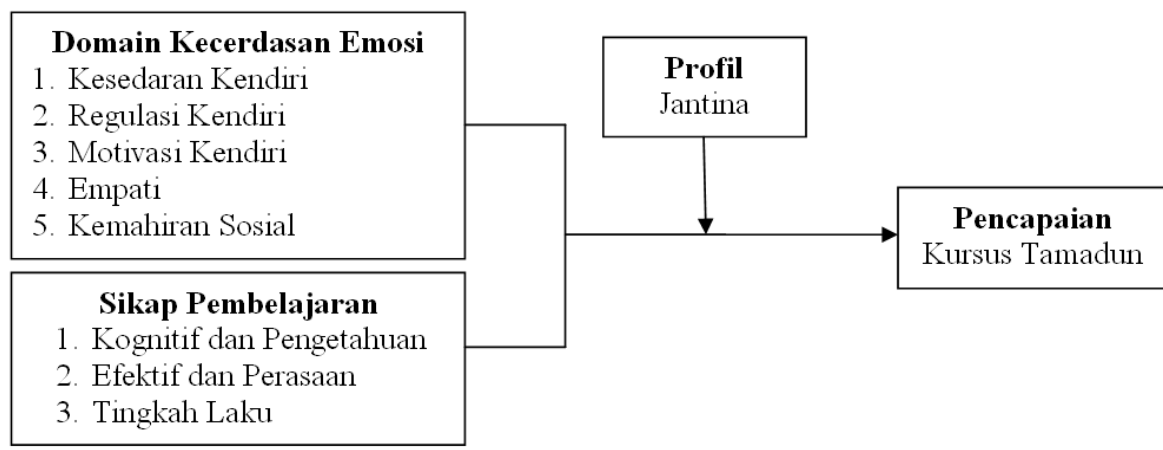 Domain Kecerdasan Emosi
1. Kesedaran Kendiri
2. Regulasi Kendiri
3. Motivasi Kendiri
4. Empati
5. Kemahiran Sosial
Sikap Pembelajaran
1. Kognitif dan Pengetahuan
2. Efektif dan Perasaan
3. Tingkah Laku
Profil
Jantina
Pencapaian
Kursus Tamadun